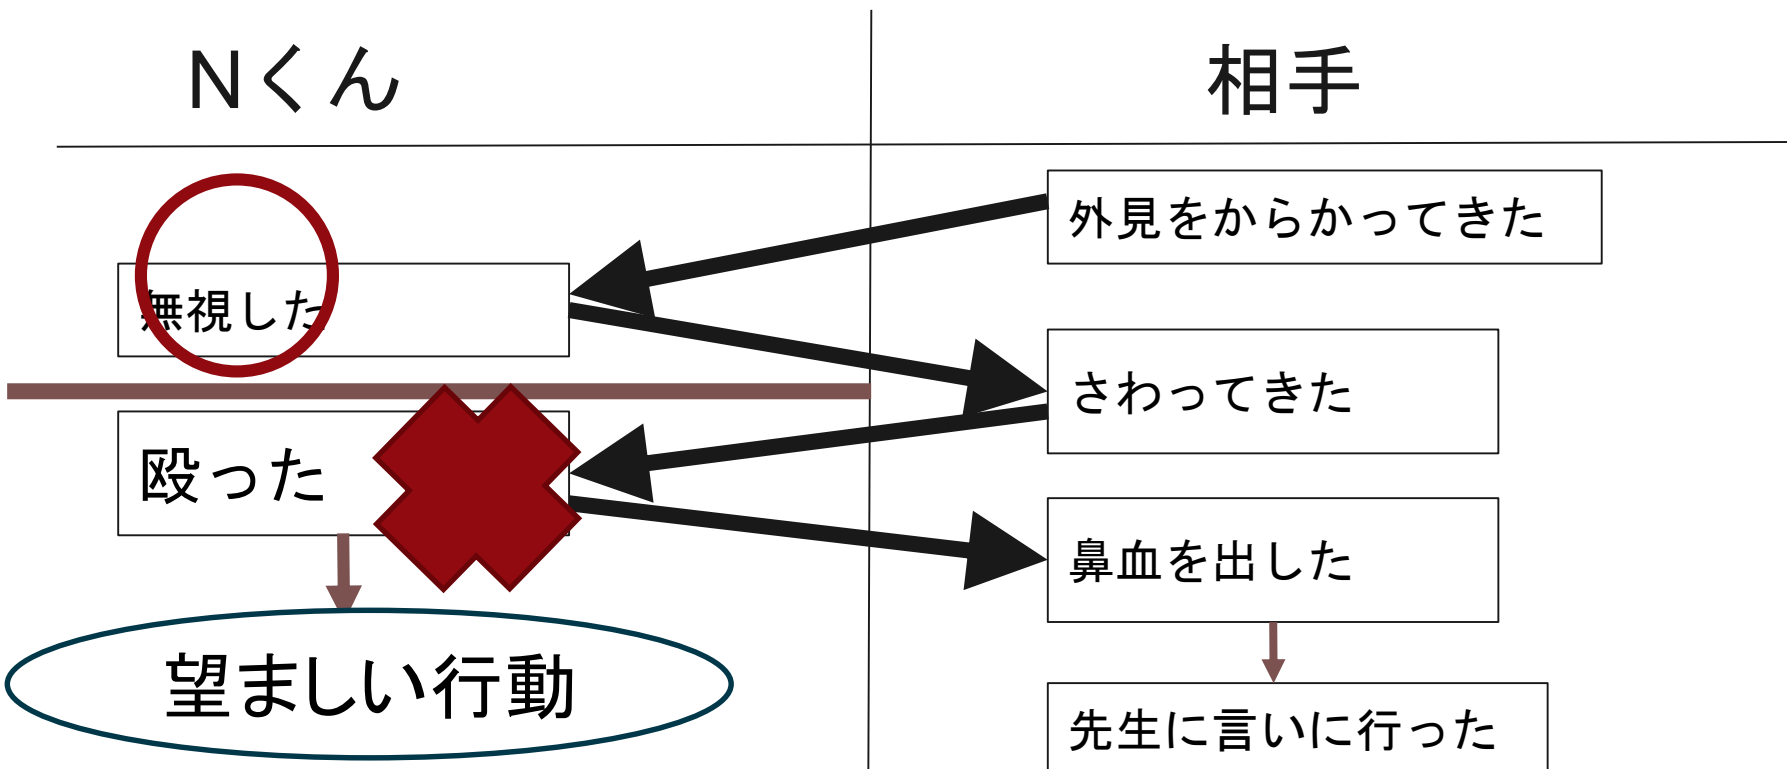 Nくん
相手
外見をからかってきた
無視した
さわってきた
殴った
鼻血を出した
望ましい行動
先生に言いに行った